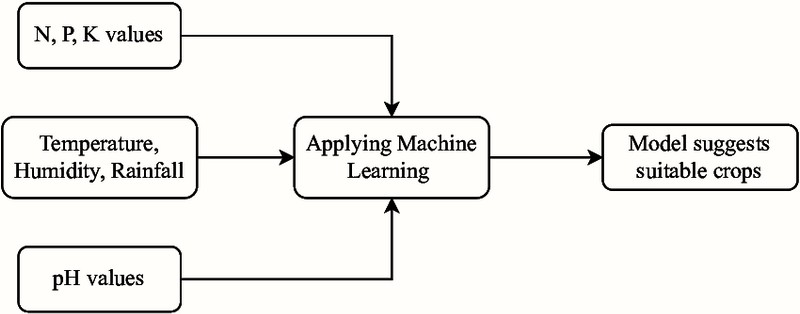 N, P, K values
Temperature,
Humidity, Rainfall
Applying Machine
Learning
Model suggests
suitable crops
pH values